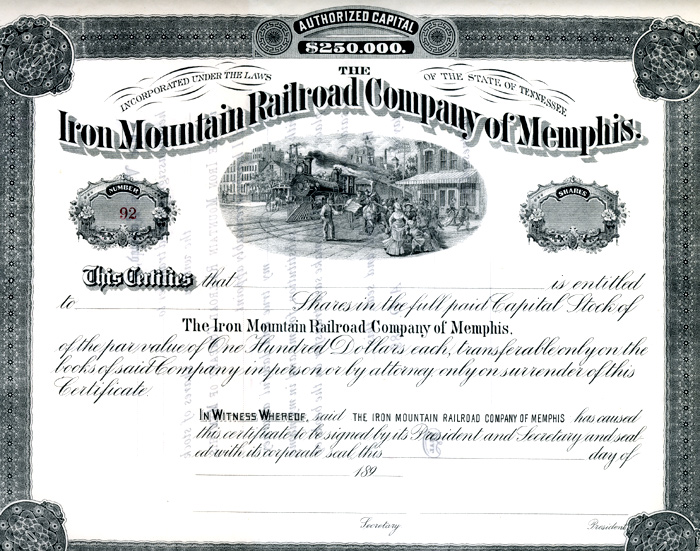 AUTHORIZED CAPITAL
$250.000.
INCORPORATED UNDER THE LAWS THE OF THE STATE OF TENNESSEE
Iron Mountain Railroad Company of Memphis.
NUMBER
92
SHARES
This Certifies that is entitled
to Shares in the full paid Capital Stock of
The Iron Mountain Railroad Company of Memphis.
of the par value of One Hundred Dollars each, transferable only on the
books of said Company in person or by attorney only on surrender of this
Certificate.
IN WITNESS WHEREOF, said THE IRON MOUNTAIN RAILROAD COMPANY OF MEMPHIS has caused
this certificate to be signed by its President and Secretary and seal
ed with its corporate seal this day of
189
Secretary President